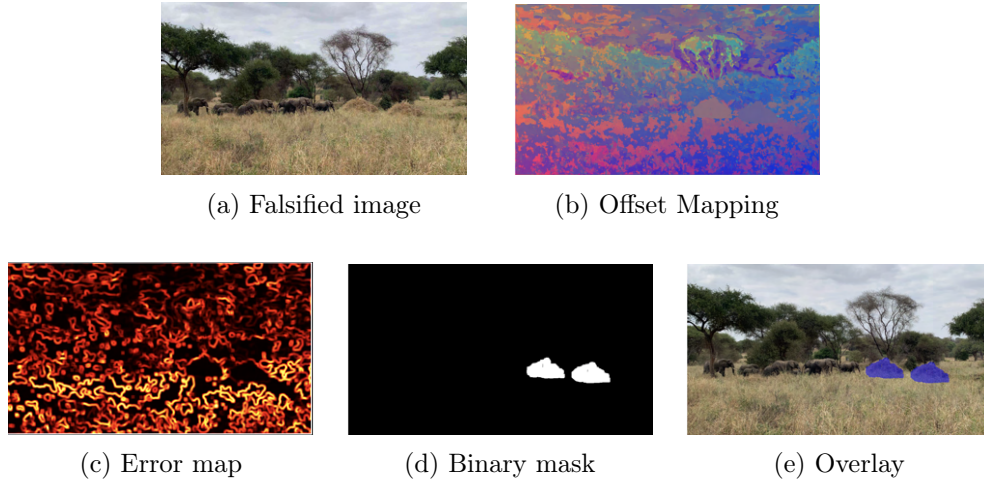 (a) Falsified image
(b) Offset Mapping
(c) Error map
(d) Binary mask
(e) Overlay